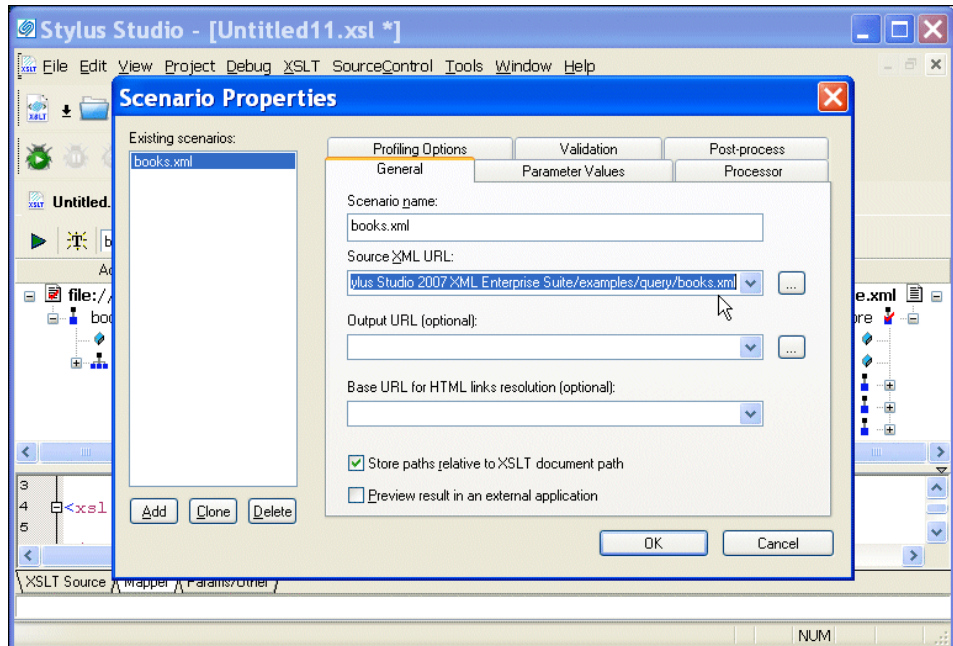 Stylus Studio - [Untitled11.xsl *]
File Edit View Project Debug XSLT SourceControl Tools Window Help
Scenario Properties
Existing scenarios:
books.xml
Profiling Options Validation Post-process
General Parameter Values Processor
Scenario name:
books.xml
Source XML URL:
ylus Studio 2007 XML Enterprise Suite/examples/query/books.xml
...
Output URL (optional):
...
Base URL for HTML links resolution (optional):
Store paths relative to XSLT document path
Preview result in an external application
Add Clone Delete
OK Cancel
XSLT
Untitled.
b
Ac
file://
boo
e.xml
ore
3
4 <xsl
5
XSLT Source Mapper Params/Other
NUM